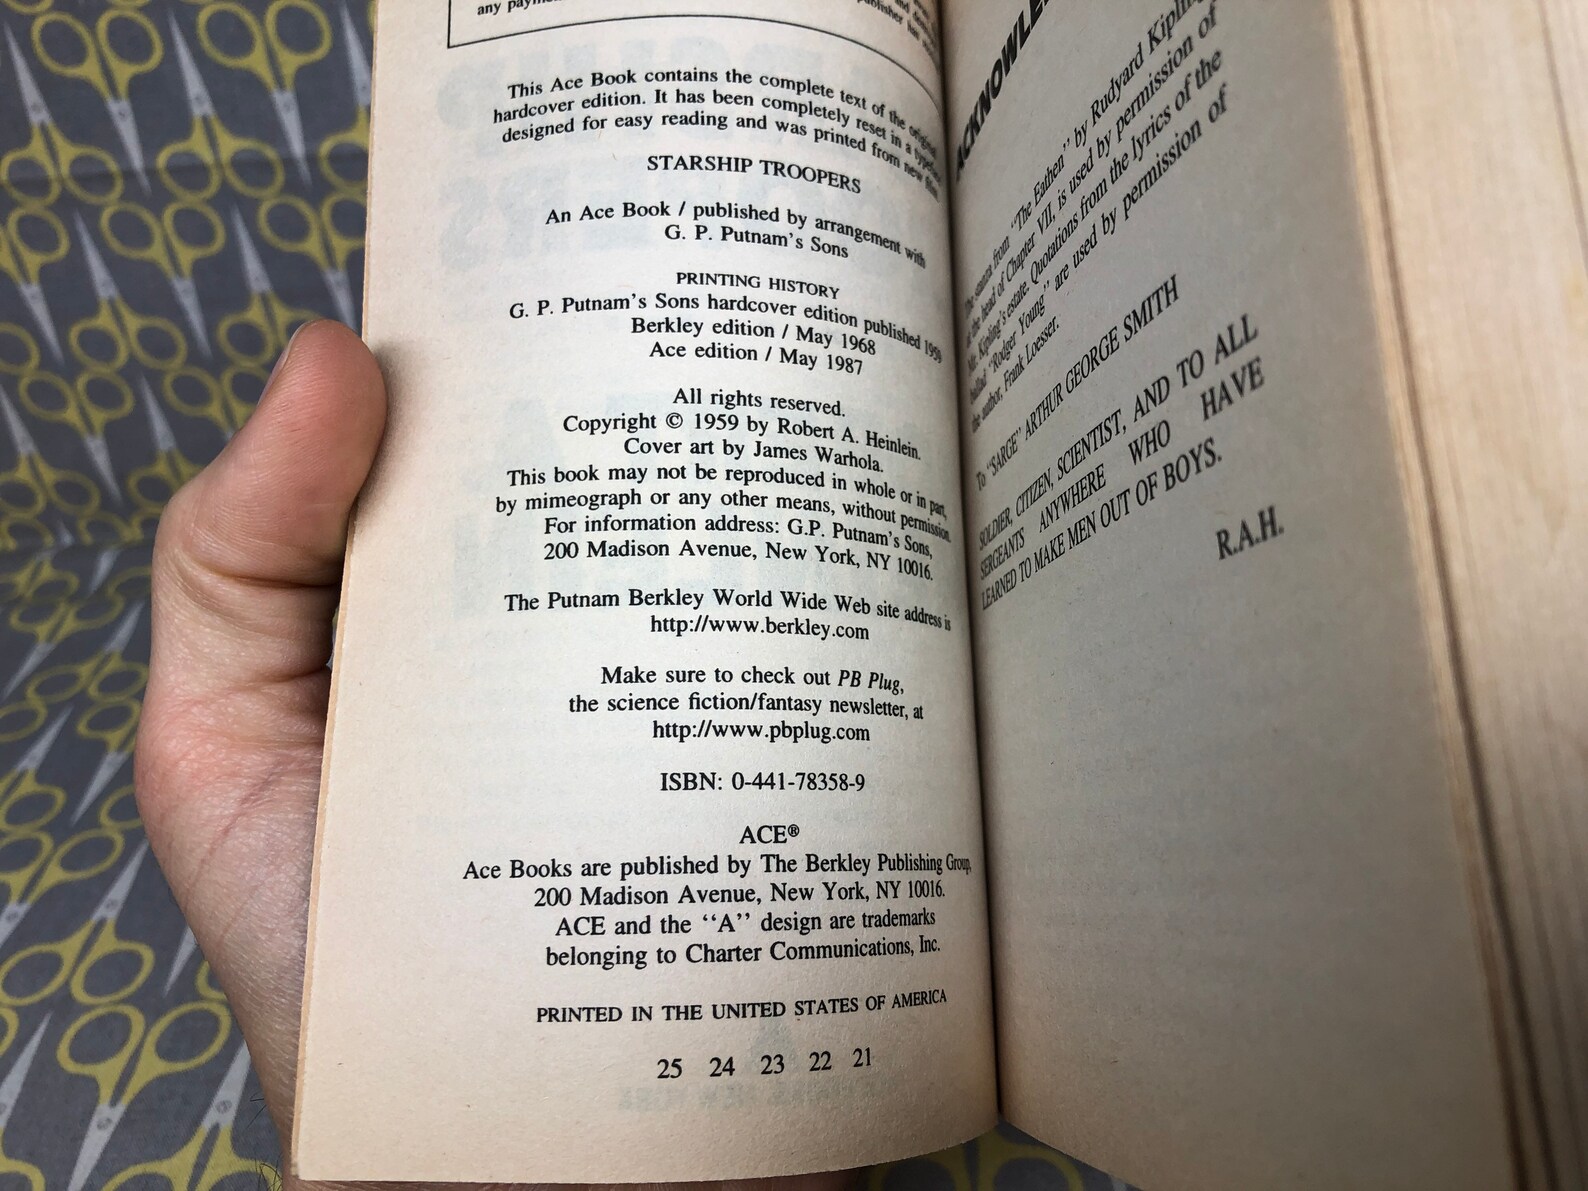 any
This Ace Book contains the complete text of the original
hardcover edition. It has been completely reset in a typeface
designed for easy reading and was printed from new film.
STARSHIP TROOPERS
An Ace Book / published by arrangement with
G. P. Putnam's Sons
PRINTING HISTORY
G. P. Putnam's Sons hardcover edition published 1959
Berkley edition / May 1968
Ace edition / May 1987
All rights reserved.
Copyright © 1959 by Robert A. Heinlein.
Cover art by James Warhola.
This book may not be reproduced in whole or in part,
by mimeograph or any other means, without permission.
For information address: G.P. Putnam's Sons,
200 Madison Avenue, New York, NY 10016.
The Putnam Berkley World Wide Web site address is
http://www.berkley.com
Make sure to check out PB Plug,
the science fiction/fantasy newsletter, at
http://www.pbplug.com
ISBN: 0-441-78358-9
ACE®
Ace Books are published by The Berkley Publishing Group,
200 Madison Avenue, New York, NY 10016.
ACE and the "A" design are trademarks
belonging to Charter Communications, Inc.
PRINTED IN THE UNITED STATES OF AMERICA
25 24 23 22 21
The stanza from "The Eathen" by Rudyard Kipling,
at the head of Chapter VII, is used by permission of
Mr. Kipling's estate. Quotations from the lyrics of the
ballad "Rodger Young" are used by permission of
the author, Frank Loesser.
To "SARGE" ARTHUR GEORGE SMITH
SOLDIER, CITIZEN, SCIENTIST, AND TO ALL
SERGEANTS ANYWHERE WHO HAVE
LEARNED TO MAKE MEN OUT OF BOYS.
R.A.H.